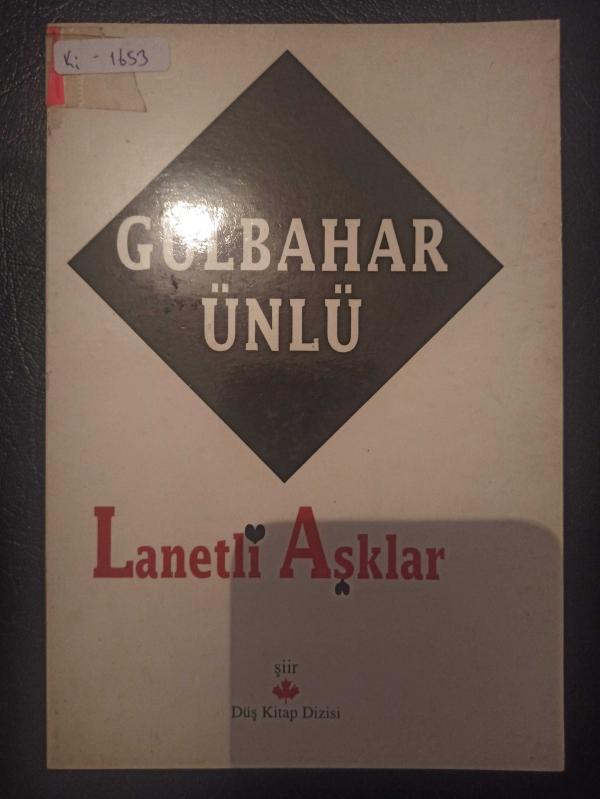 Ki - 1653
GÜLBAHAR
ÜNLÜ
Lanetli Aşklar
şiir
Düş Kitap Dizisi